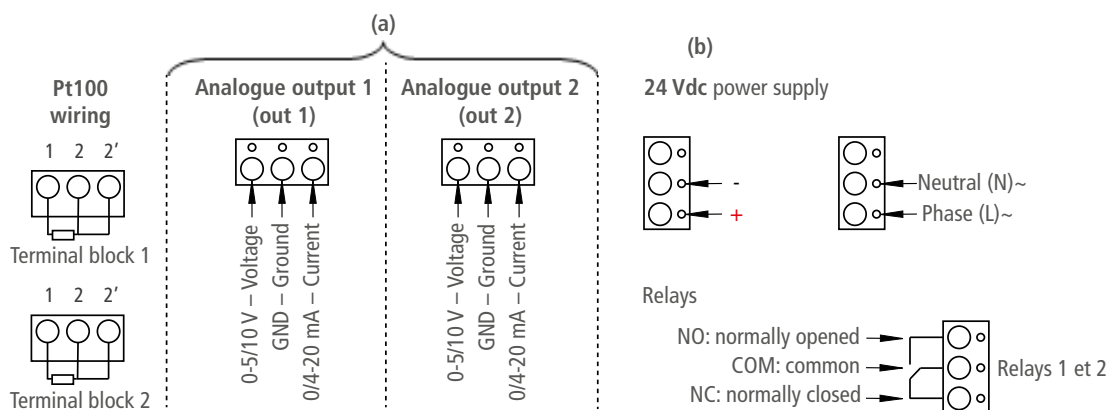 (a)
(b)
Pt100
wiring
1 2 2’
Terminal block 1
1 2 2’
Terminal block 2
Analogue output 1
(out 1)
0-5/10 V – Voltage
GND – Ground
0/4-20 mA – Current
Analogue output 2
(out 2)
0-5/10 V – Voltage
GND – Ground
0/4-20 mA – Current
24 Vdc power supply
-
+
Neutral (N)~
Phase (L)~
Relays
NO: normally opened
COM: common
NC: normally closed
Relays 1 et 2